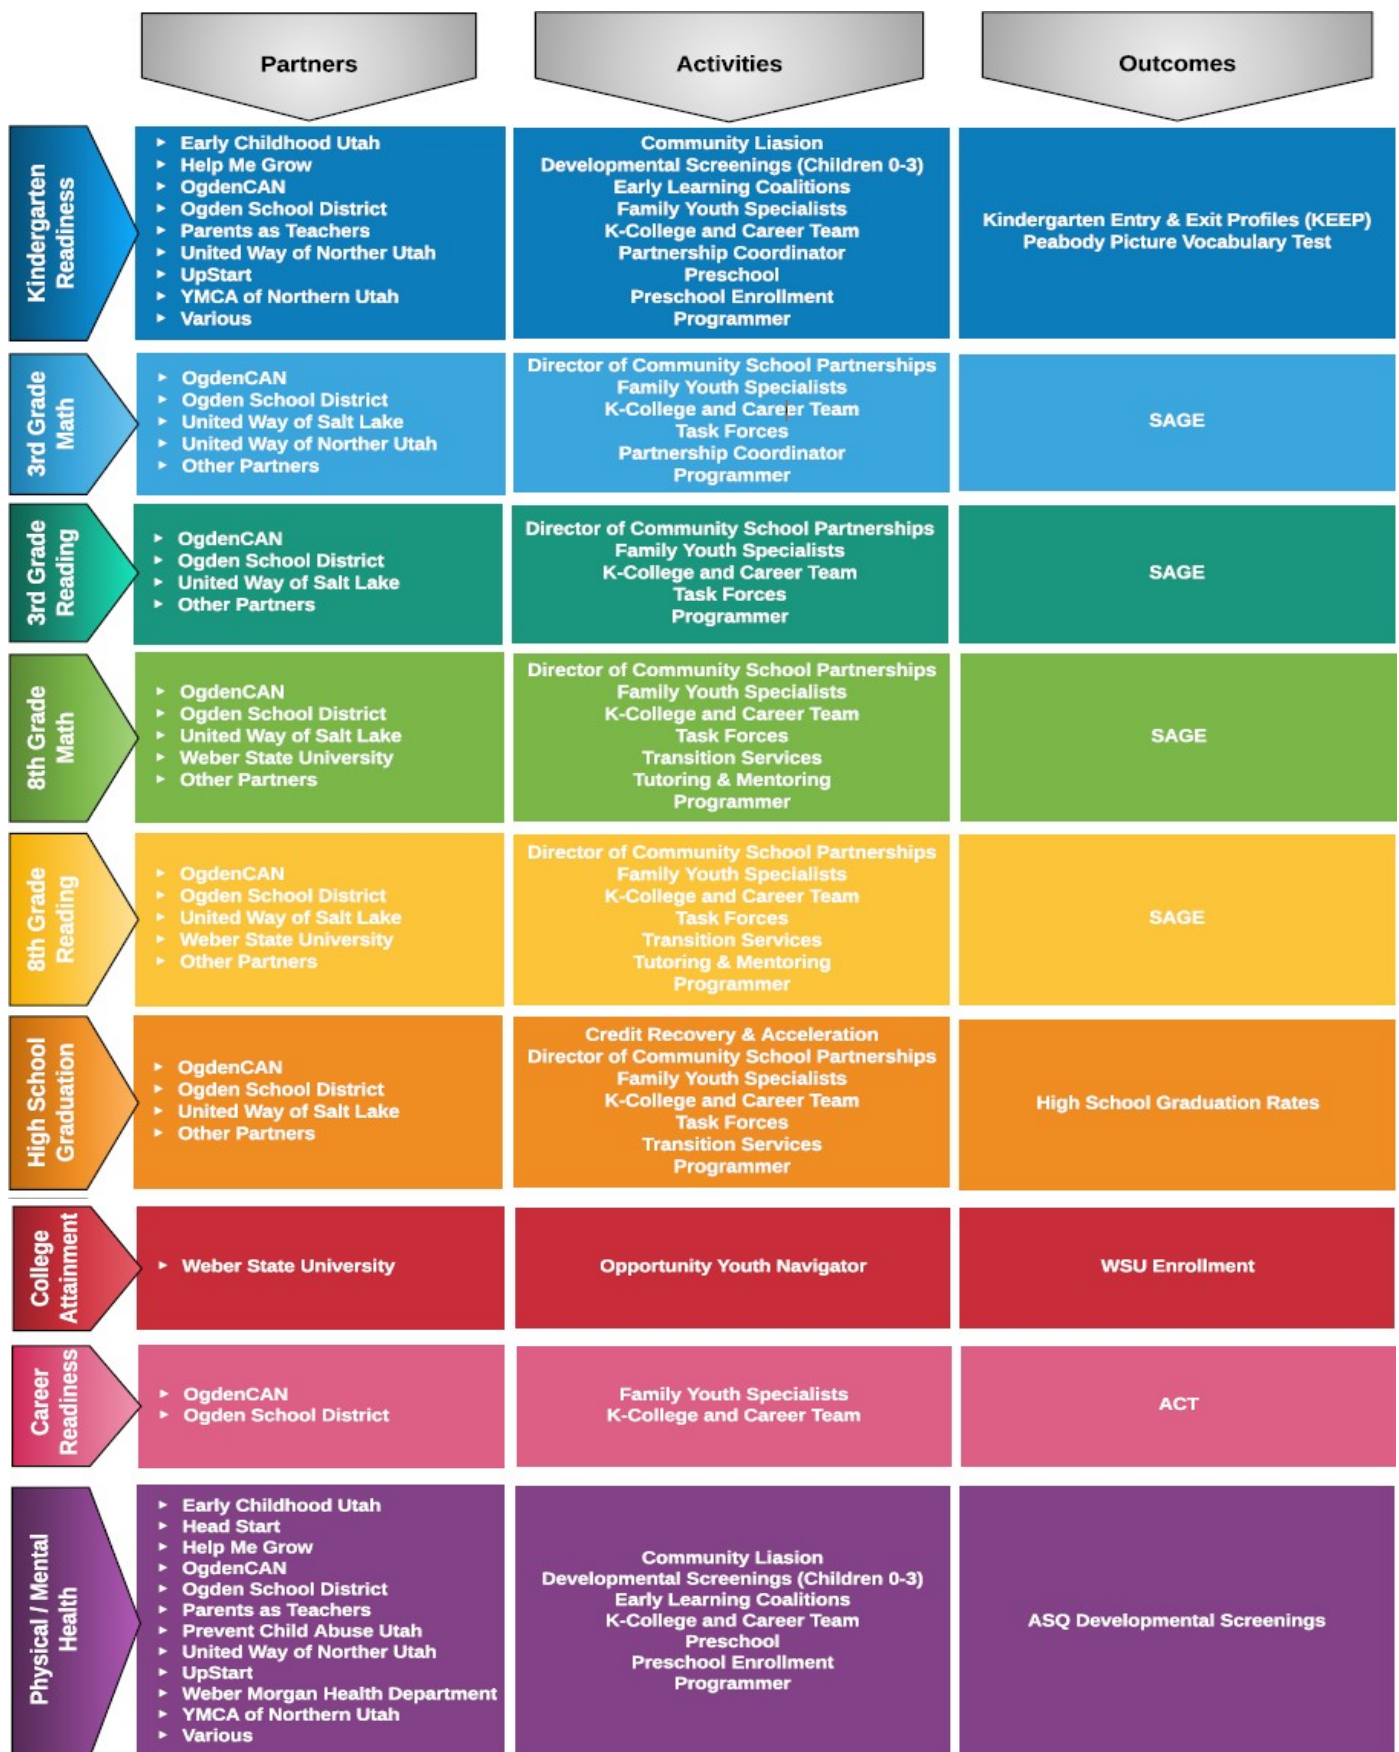 Partners
Activities
Outcomes
Kindergarten
Readiness
Early Childhood Utah
Help Me Grow
OgdenCAN
Ogden School District
Parents as Teachers
United Way of Norther Utah
UpStart
YMCA of Northern Utah
Various
Community Liasion
Developmental Screenings (Children 0-3)
Early Learning Coalitions
Family Youth Specialists
K-College and Career Team
Partnership Coordinator
Preschool
Preschool Enrollment
Programmer
Kindergarten Entry & Exit Profiles (KEEP)
Peabody Picture Vocabulary Test
3rd Grade
Math
OgdenCAN
Ogden School District
United Way of Salt Lake
United Way of Norther Utah
Other Partners
Director of Community School Partnerships
Family Youth Specialists
K-College and Career Team
Task Forces
Partnership Coordinator
Programmer
SAGE
3rd Grade
Reading
OgdenCAN
Ogden School District
United Way of Salt Lake
Other Partners
Director of Community School Partnerships
Family Youth Specialists
K-College and Career Team
Task Forces
Programmer
SAGE
8th Grade
Math
OgdenCAN
Ogden School District
United Way of Salt Lake
Weber State University
Other Partners
Director of Community School Partnerships
Family Youth Specialists
K-College and Career Team
Task Forces
Transition Services
Tutoring & Mentoring
Programmer
SAGE
8th Grade
Reading
OgdenCAN
Ogden School District
United Way of Salt Lake
Weber State University
Other Partners
Director of Community School Partnerships
Family Youth Specialists
K-College and Career Team
Task Forces
Transition Services
Tutoring & Mentoring
Programmer
SAGE
High School
Graduation
OgdenCAN
Ogden School District
United Way of Salt Lake
Other Partners
Credit Recovery & Acceleration
Director of Community School Partnerships
Family Youth Specialists
K-College and Career Team
Task Forces
Transition Services
Programmer
High School Graduation Rates
College
Attainment
Weber State University
Opportunity Youth Navigator
WSU Enrollment
Career
Readiness
OgdenCAN
Ogden School District
Family Youth Specialists
K-College and Career Team
ACT
Physical / Mental
Health
Early Childhood Utah
Head Start
Help Me Grow
OgdenCAN
Ogden School District
Parents as Teachers
Prevent Child Abuse Utah
United Way of Norther Utah
UpStart
Weber Morgan Health Department
YMCA of Northern Utah
Various
Community Liasion
Developmental Screenings (Children 0-3)
Early Learning Coalitions
K-College and Career Team
Preschool
Preschool Enrollment
Programmer
ASQ Developmental Screenings